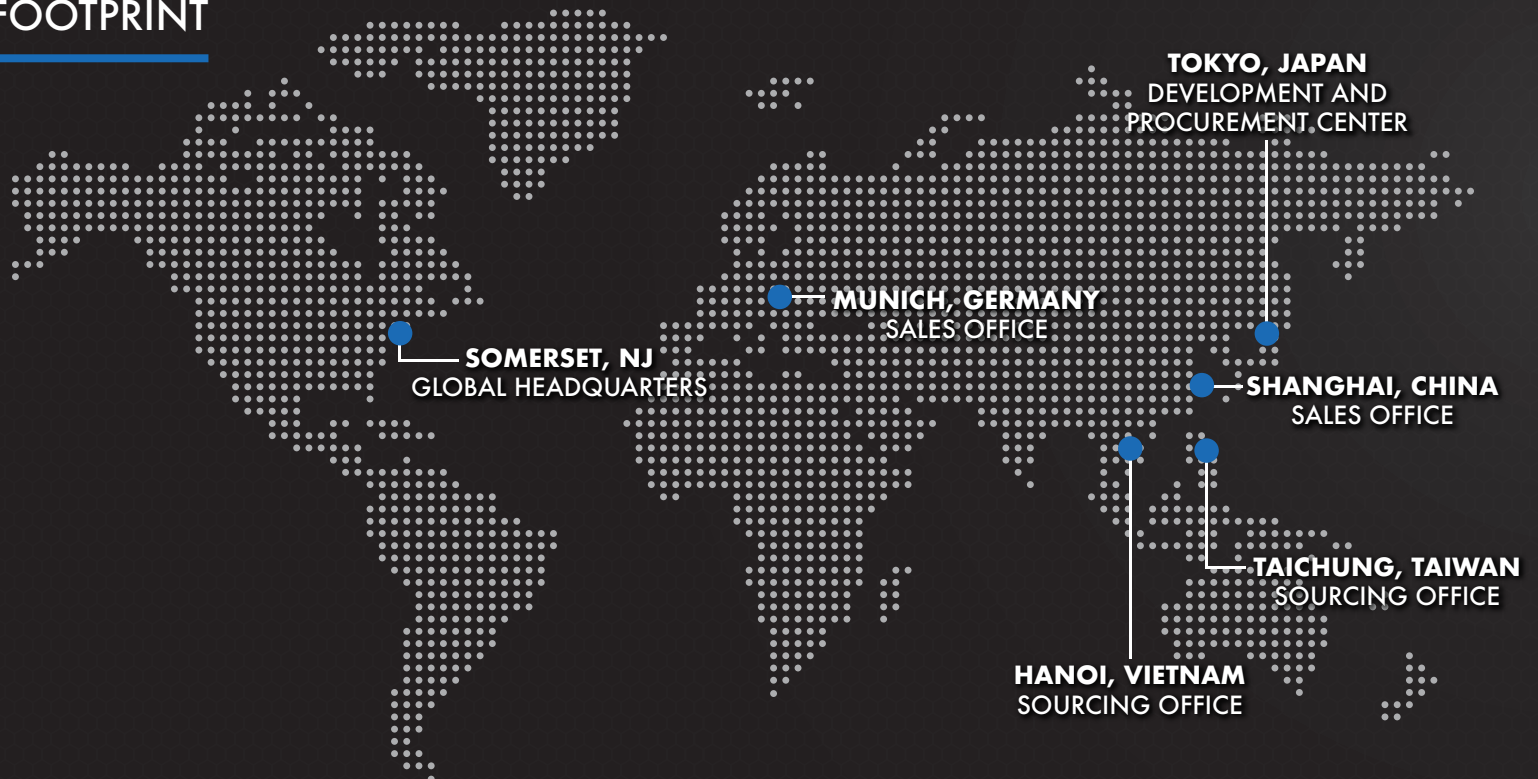 FOOTPRINT
TOKYO, JAPAN
DEVELOPMENT AND
PROCUREMENT CENTER
MUNICH, GERMANY
SALES OFFICE
SOMERSET, NJ
GLOBAL HEADQUARTERS
SHANGHAI, CHINA
SALES OFFICE
TAICHUNG, TAIWAN
SOURCING OFFICE
HANOI, VIETNAM
SOURCING OFFICE